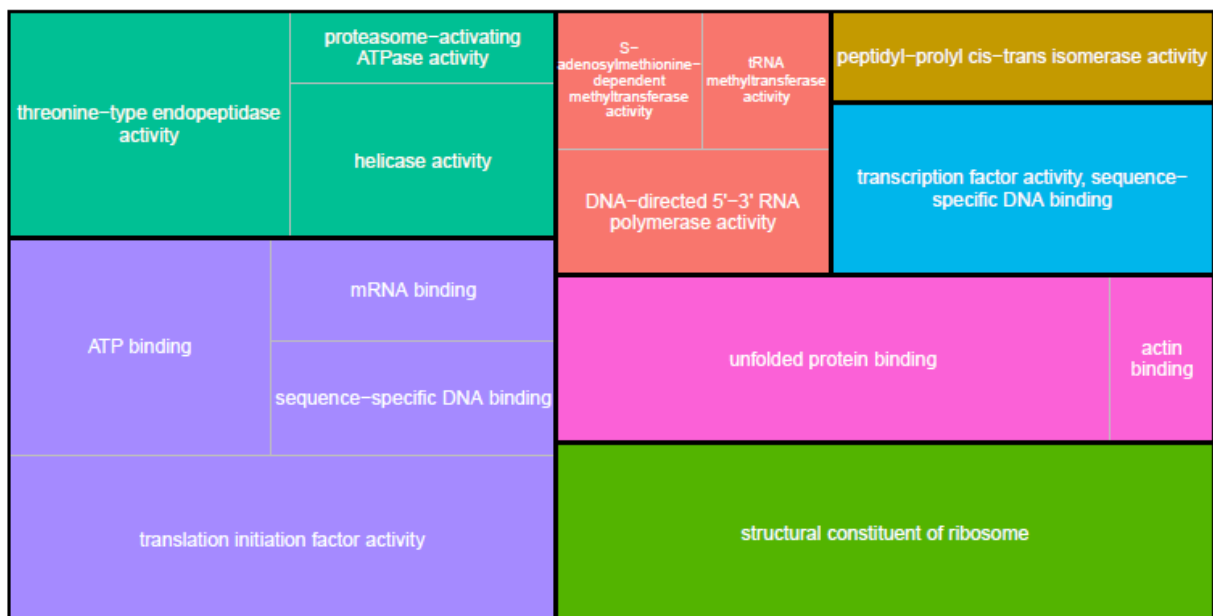 threonine−type endopeptidase
activity
proteasome−activating
ATPase activity
helicase activity
S−
adenosylmethionine−
dependent
methyltransferase
activity
tRNA
methyltransferase
activity
DNA−directed 5'−3' RNA
polymerase activity
peptidyl−prolyl cis−trans isomerase activity
transcription factor activity, sequence−
specific DNA binding
ATP binding
mRNA binding
sequence−specific DNA binding
translation initiation factor activity
unfolded protein binding
actin
binding
structural constituent of ribosome